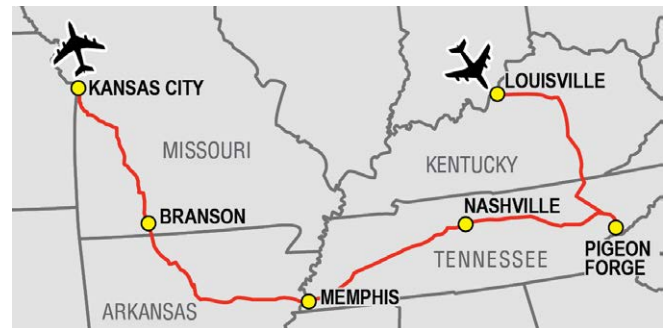 KANSAS CITY
LOUISVILLE
MISSOURI
KENTUCKY
BRANSON
NASHVILLE
PIGEON
FORGE
TENNESSEE
MEMPHIS
ARKANSAS